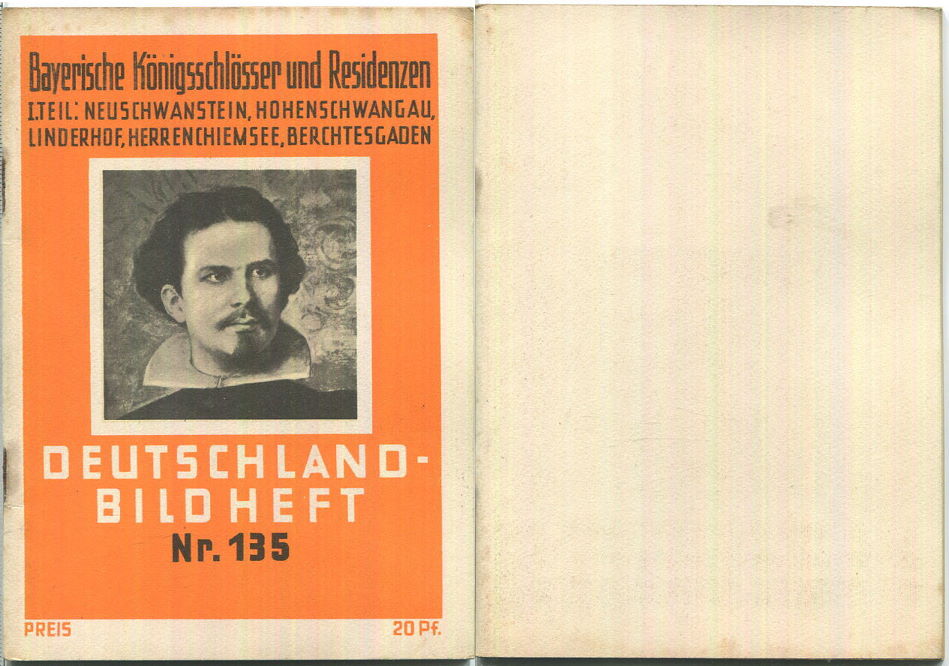 Bayerische Königsschlösser und Residenzen
I.TEIL: NEUSCHWANSTEIN, HOHENSCHWANGAU,
LINDERHOF, HERRENCHIEMSEE, BERCHTESGADEN
DEUTSCHLAND-
BILDHEFT
Nr. 135
PREIS 20 Pf.